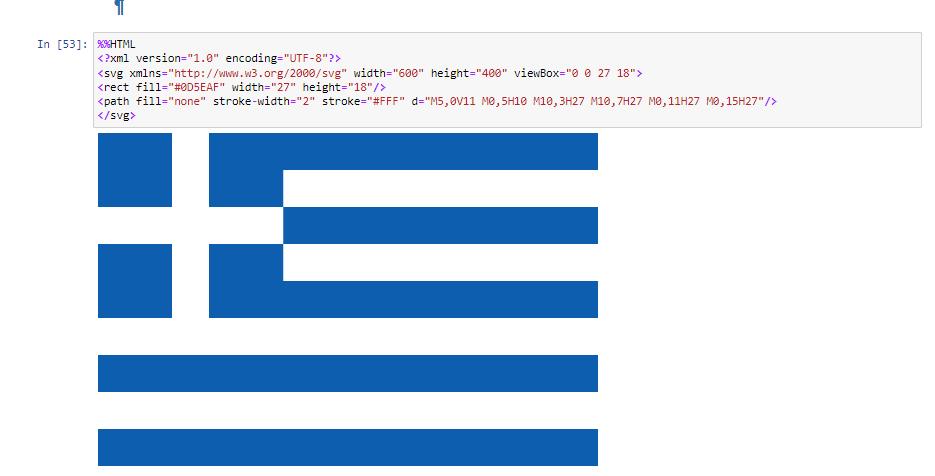 ¶
In [53]:
%%HTML
<?xml version="1.0" encoding="UTF-8"?>
<svg xmlns="http://www.w3.org/2000/svg" width="600" height="400" viewBox="0 0 27 18">
<rect fill="#0D5EAF" width="27" height="18"/>
<path fill="none" stroke-width="2" stroke="#FFF" d="M5,0V11 M0,5H10 M10,3H27 M10,7H27 M0,11H27 M0,15H27"/>
</svg>